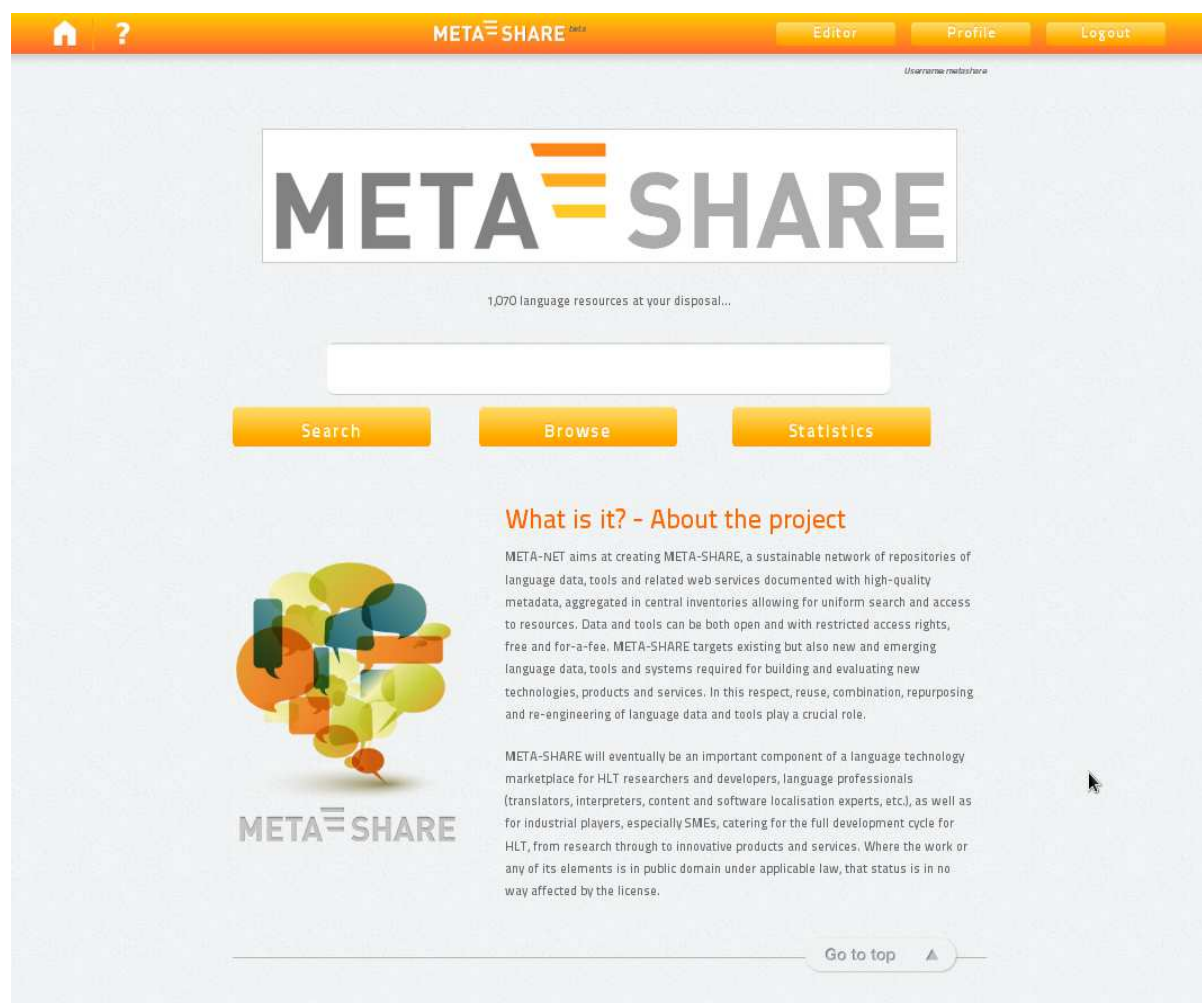 ?
META SHARE beta
Editor
Profile
Logout
Username: metashare
META SHARE
1,070 language resources at your disposal...
Search
Browse
Statistics
What is it? - About the project
META-NET aims at creating META-SHARE, a sustainable network of repositories of
language data, tools and related web services documented with high-quality
metadata, aggregated in central inventories allowing for uniform search and access
to resources. Data and tools can be both open and with restricted access rights,
free and for-a-fee. META-SHARE targets existing but also new and emerging
language data, tools and systems required for building and evaluating new
technologies, products and services. In this respect, reuse, combination, repurposing
and re-engineering of language data and tools play a crucial role.
META-SHARE will eventually be an important component of a language technology
marketplace for HLT researchers and developers, language professionals
(translators, interpreters, content and software localisation experts, etc.), as well as
for industrial players, especially SMEs, catering for the full development cycle for
HLT, from research through to innovative products and services. Where the work or
any of its elements is in public domain under applicable law, that status is in no
way affected by the license.
META SHARE
Go to top